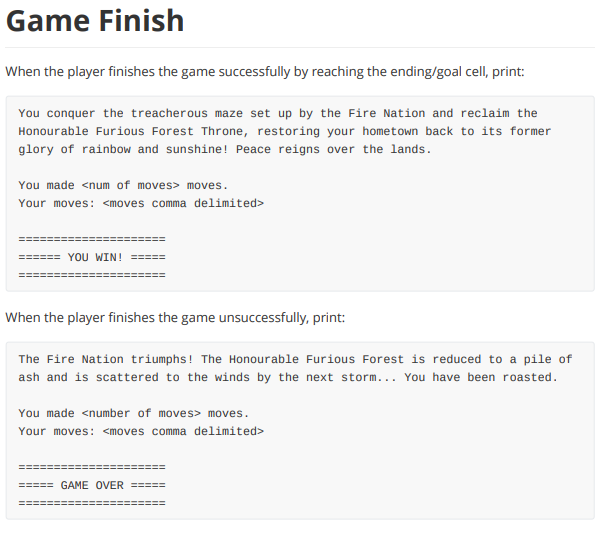 Game Finish
When the player finishes the game successfully by reaching the ending/goal cell, print:
You conquer the treacherous maze set up by the Fire Nation and reclaim the
Honourable Furious Forest Throne, restoring your hometown back to its former
glory of rainbow and sunshine! Peace reigns over the lands.
You made <num of moves> moves.
Your moves: <moves comma delimited>
=====================
====== YOU WIN! =====
=====================
When the player finishes the game unsuccessfully, print:
The Fire Nation triumphs! The Honourable Furious Forest is reduced to a pile of
ash and is scattered to the winds by the next storm... You have been roasted.
You made <number of moves> moves.
Your moves: <moves comma delimited>
=====================
===== GAME OVER =====
=====================